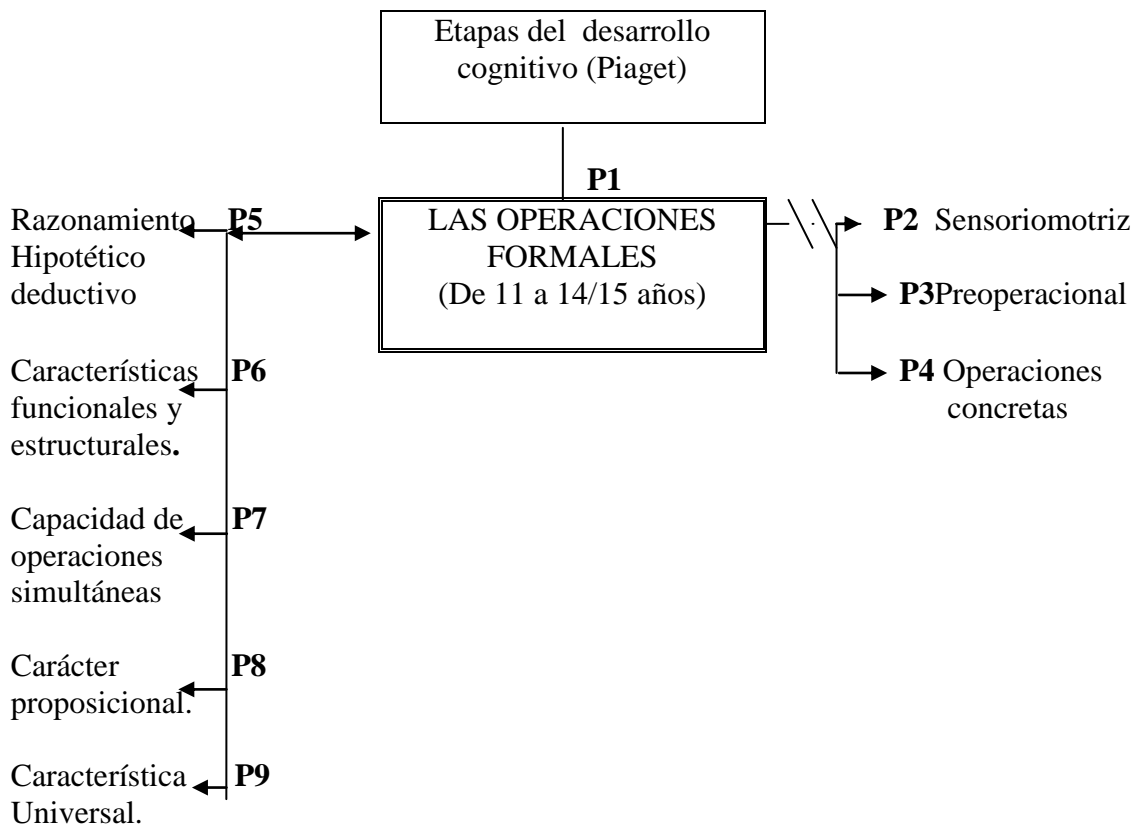 Etapas del desarrollo
cognitivo (Piaget)
P1
LAS OPERACIONES
FORMALES
(De 11 a 14/15 años)
P2 Sensoriomotriz
P3Preoperacional
P4 Operaciones
concretas
Razonamiento P5
Hipotético
deductivo
Características P6
funcionales y
estructurales.
Capacidad de P7
operaciones
simultáneas
Carácter P8
proposicional.
Característica P9
Universal.